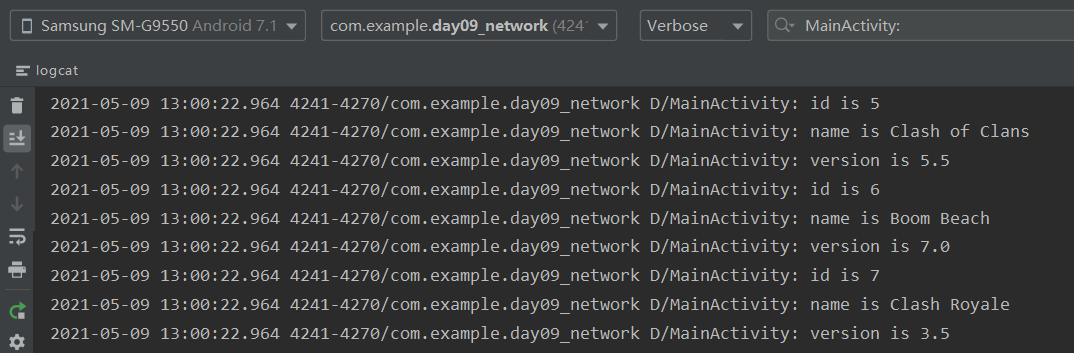 Samsung SM-G9550 Android 7.1 com.example.day09_network (424 Verbose MainActivity:
logcat
2021-05-09 13:00:22.964 4241-4270/com.example.day09_network D/MainActivity: id is 5
2021-05-09 13:00:22.964 4241-4270/com.example.day09_network D/MainActivity: name is Clash of Clans
2021-05-09 13:00:22.964 4241-4270/com.example.day09_network D/MainActivity: version is 5.5
2021-05-09 13:00:22.964 4241-4270/com.example.day09_network D/MainActivity: id is 6
2021-05-09 13:00:22.964 4241-4270/com.example.day09_network D/MainActivity: name is Boom Beach
2021-05-09 13:00:22.964 4241-4270/com.example.day09_network D/MainActivity: version is 7.0
2021-05-09 13:00:22.964 4241-4270/com.example.day09_network D/MainActivity: id is 7
2021-05-09 13:00:22.964 4241-4270/com.example.day09_network D/MainActivity: name is Clash Royale
2021-05-09 13:00:22.964 4241-4270/com.example.day09_network D/MainActivity: version is 3.5